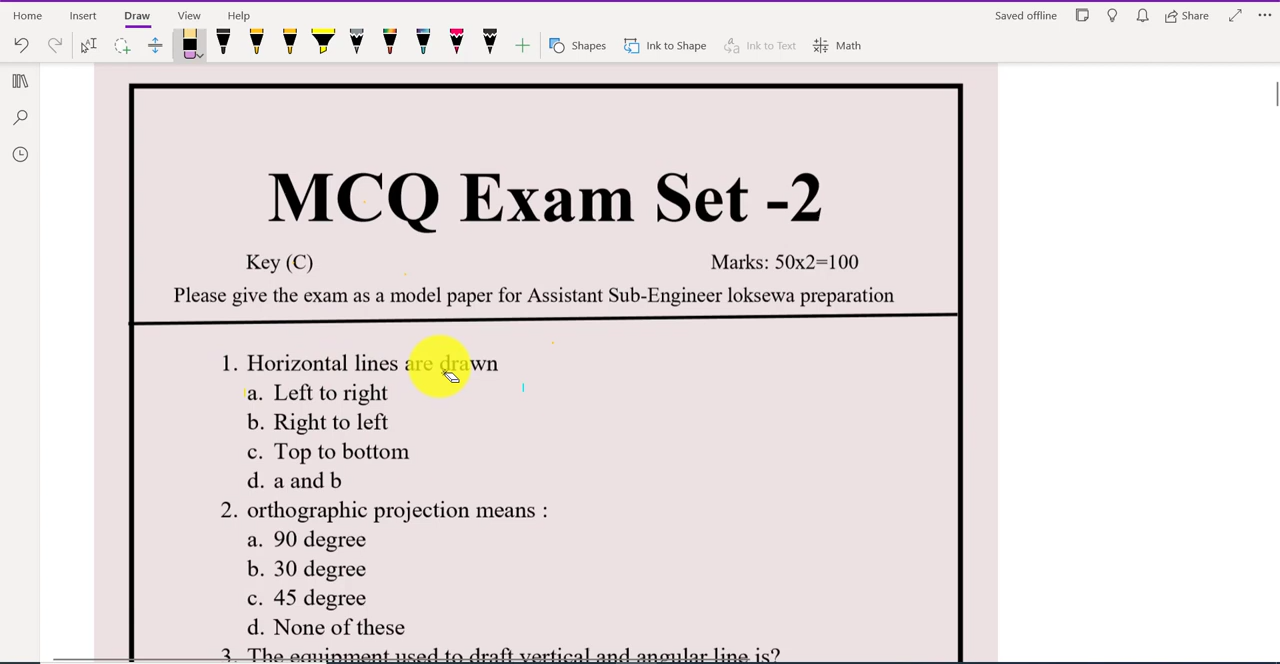 Home Insert Draw View Help Saved offline Share
Shapes Ink to Shape Ink to Text Math
MCQ Exam Set -2
Key (C) Marks: 50x2=100
Please give the exam as a model paper for Assistant Sub-Engineer loksewa preparation
1. Horizontal lines are drawn
a. Left to right
b. Right to left
c. Top to bottom
d. a and b
2. orthographic projection means :
a. 90 degree
b. 30 degree
c. 45 degree
d. None of these
3. The equipment used to draft vertical and angular line is?